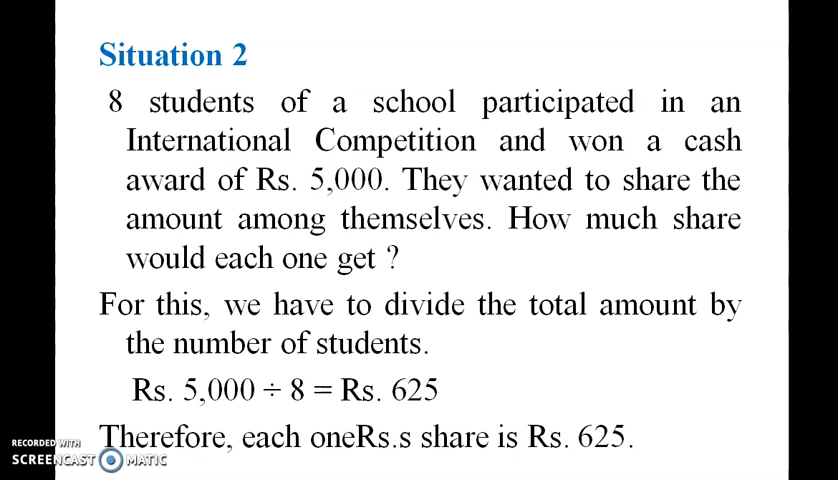 Situation 2
8 students of a school participated in an
International Competition and won a cash
award of Rs. 5,000. They wanted to share the
amount among themselves. How much share
would each one get ?
For this, we have to divide the total amount by
the number of students.
Rs. 5,000 ÷ 8 = Rs. 625
Therefore, each oneRs.s share is Rs. 625.
RECORDED WITH
SCREENCAST MATIC